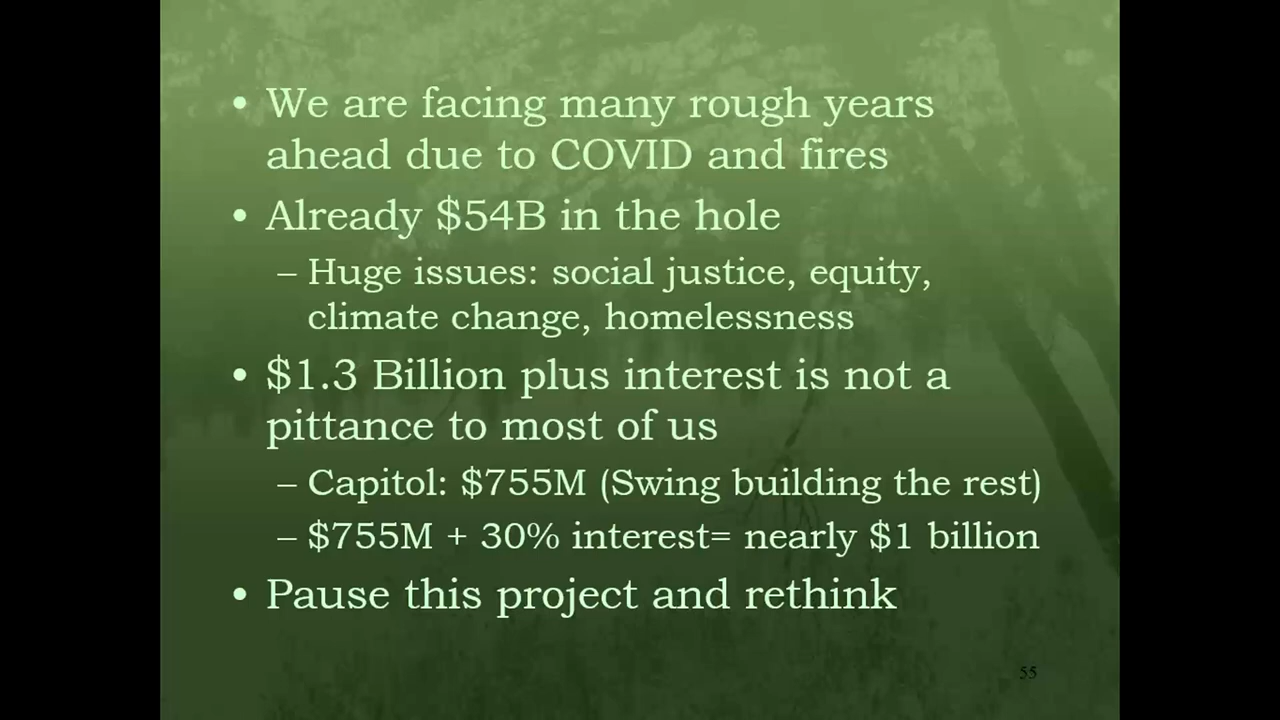 • We are facing many rough years
ahead due to COVID and fires
• Already $54B in the hole
– Huge issues: social justice, equity,
climate change, homelessness
• $1.3 Billion plus interest is not a
pittance to most of us
– Capitol: $755M (Swing building the rest)
– $755M + 30% interest= nearly $1 billion
• Pause this project and rethink
55